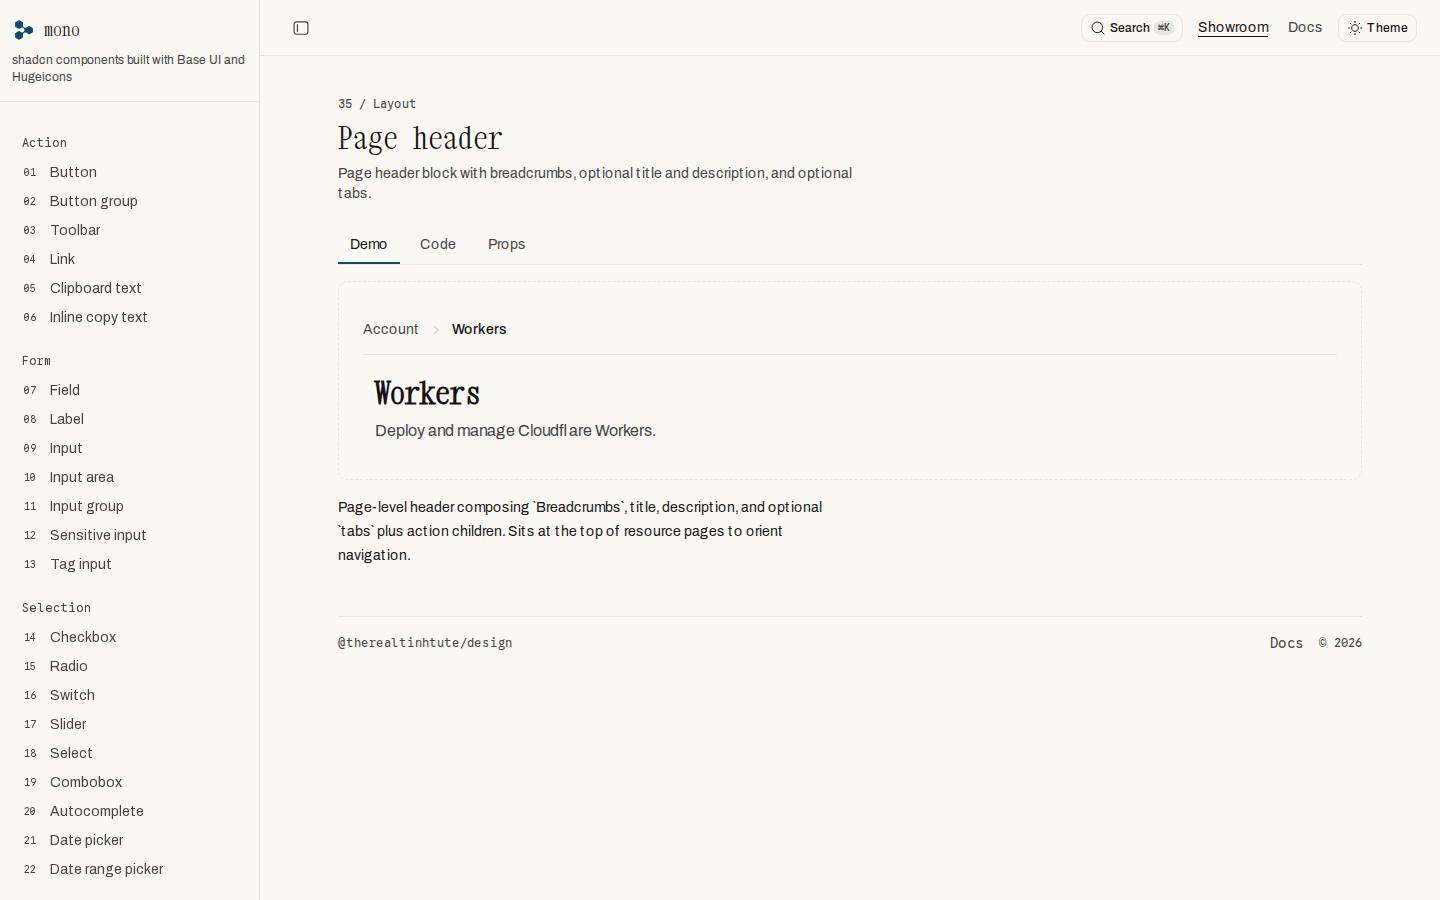 mono
shadcn components built with Base UI and
Hugeicons
Action
01 Button
02 Button group
03 Toolbar
04 Link
05 Clipboard text
06 Inline copy text
Form
07 Field
08 Label
09 Input
10 Input area
11 Input group
12 Sensitive input
13 Tag input
Selection
14 Checkbox
15 Radio
16 Switch
17 Slider
18 Select
19 Combobox
20 Autocomplete
21 Date picker
22 Date range picker
Search ⌘K Showroom Docs Theme
35 / Layout
Page header
Page header block with breadcrumbs, optional title and description, and optional
tabs.
Demo Code Props
Account Workers
Workers
Deploy and manage Cloudflare Workers.
Page-level header composing `Breadcrumbs`, title, description, and optional
`tabs` plus action children. Sits at the top of resource pages to orient
navigation.
@therealtinhtute/design Docs © 2026